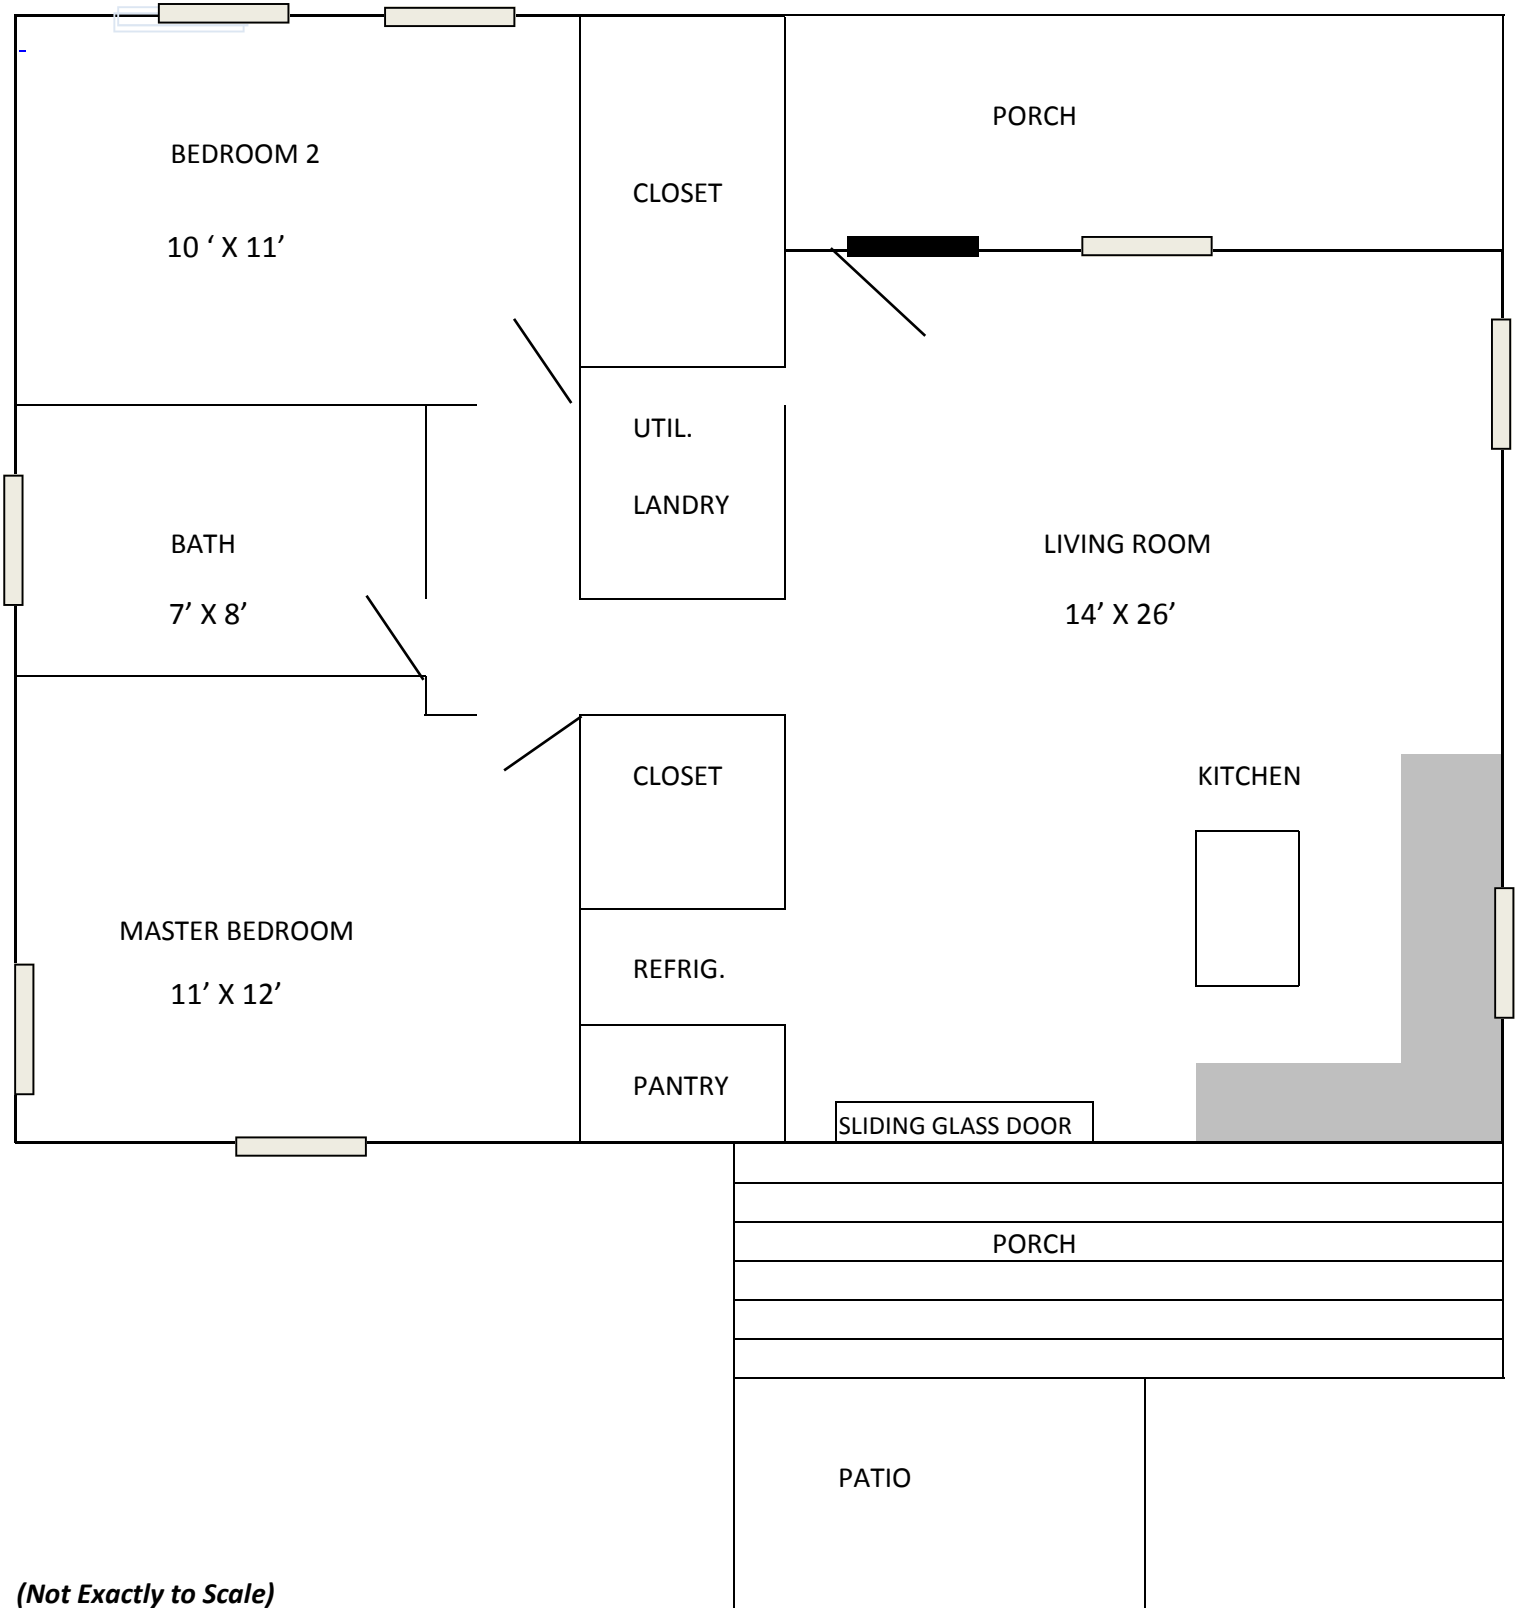 PORCH
BEDROOM 2
CLOSET
10 ‘ X 11’
UTIL.
LANDRY
BATH
LIVING ROOM
7’ X 8’
14’ X 26’
CLOSET
KITCHEN
MASTER BEDROOM
REFRIG.
11’ X 12’
PANTRY
SLIDING GLASS DOOR
PORCH
PATIO
(Not Exactly to Scale)